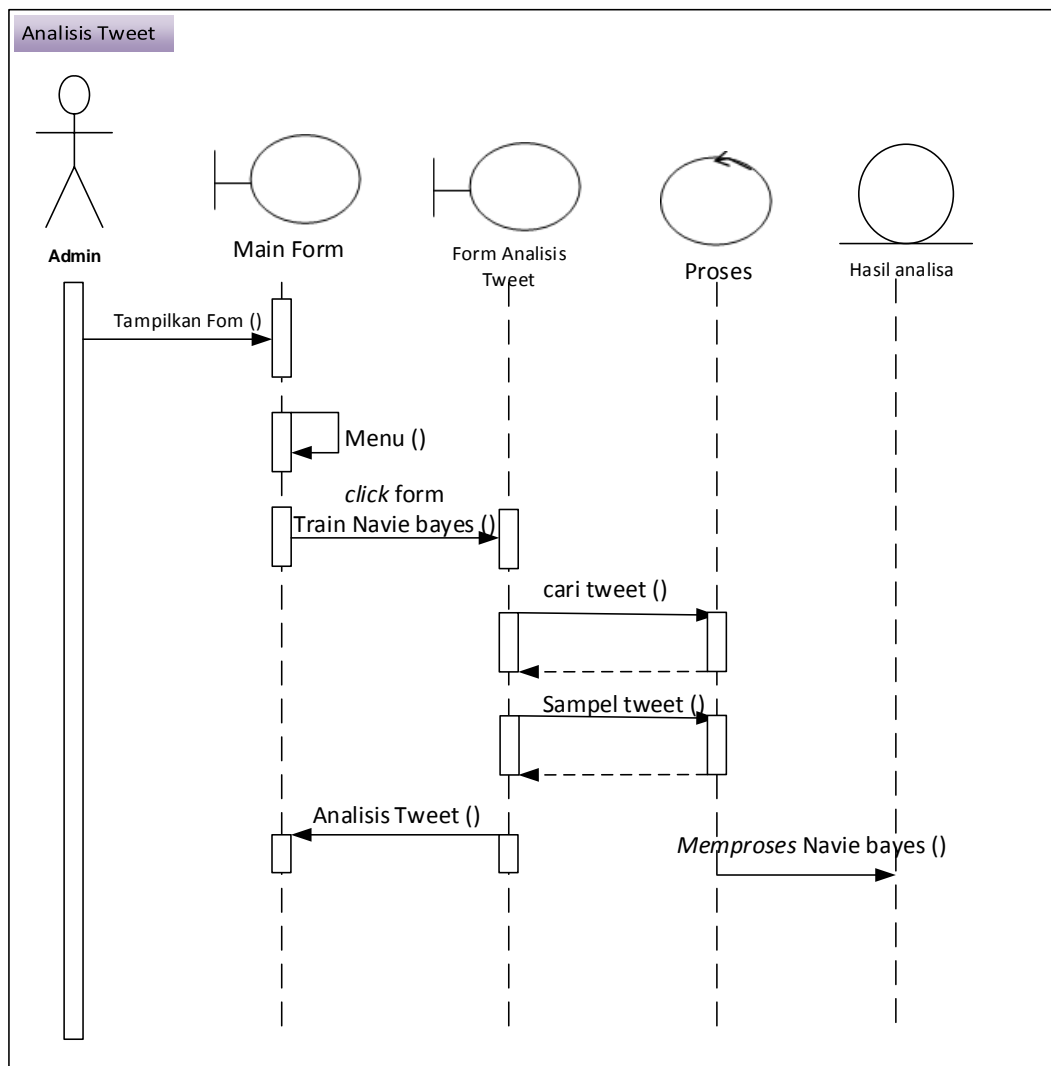 Analisis Tweet
Admin
Main Form
Form Analisis
Tweet
Proses
Hasil analisa
Tampilkan Fom ()
Menu ()
click form
Train Navie bayes ()
cari tweet ()
Sampel tweet ()
Analisis Tweet ()
Memproses Navie bayes ()